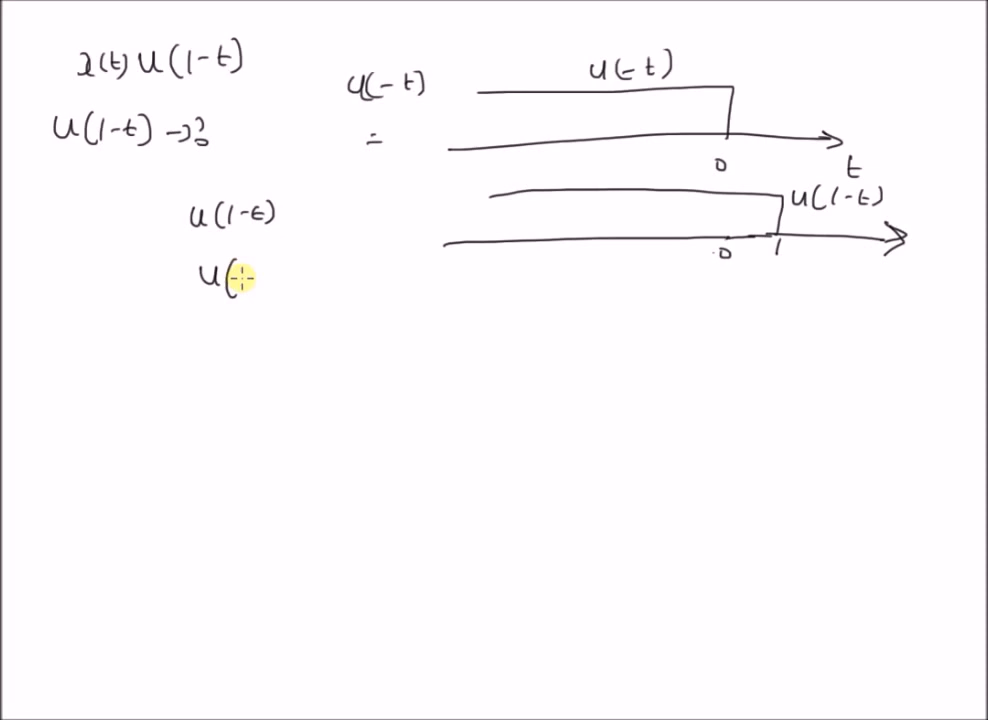 x(t) u(1-t)
u(-t)
u(-t)
u(1-t) →?
=
0
t
u(1-t)
u(1-t)
0
1
u(